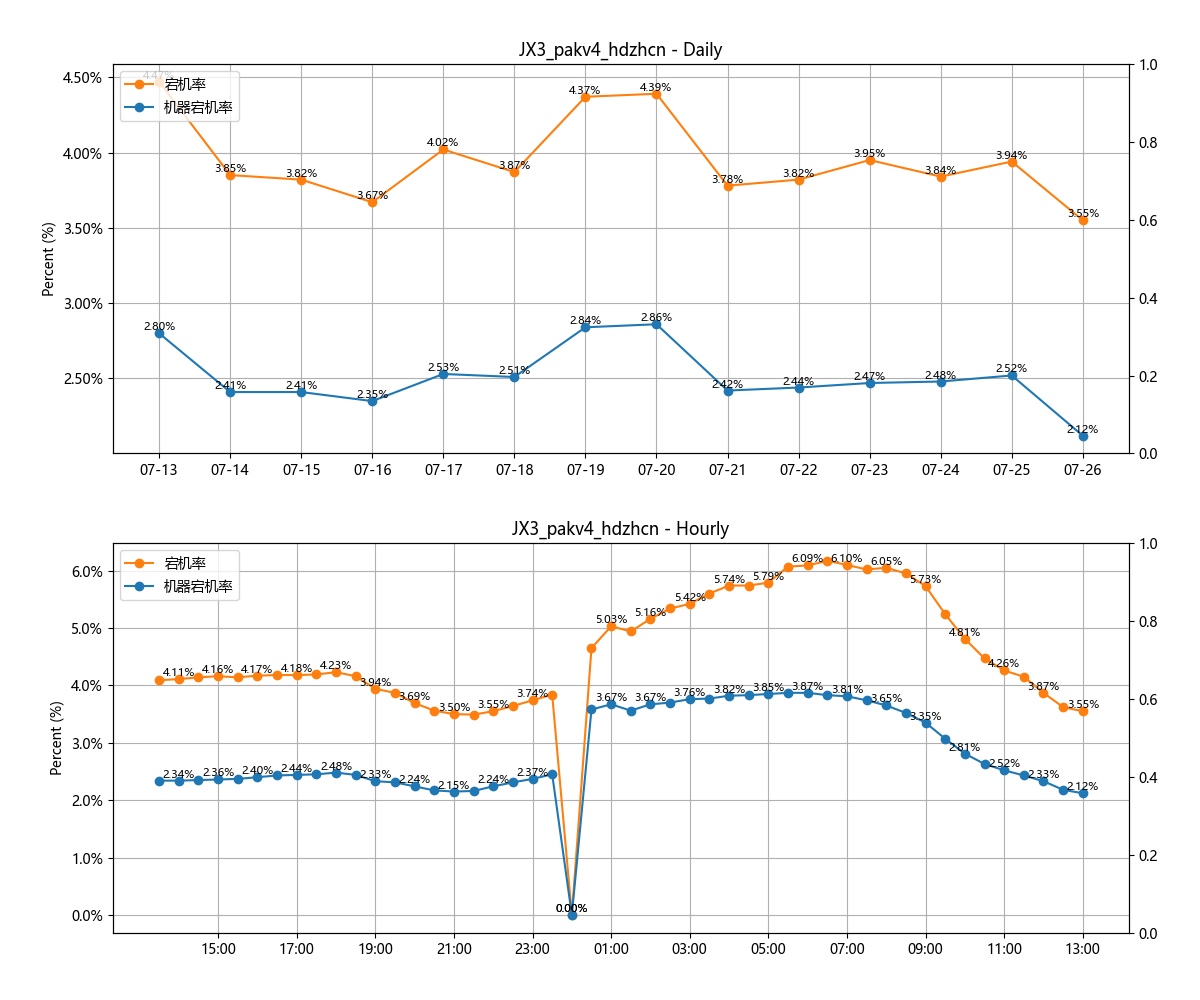 JX3_pakv4_hdzhcn - Daily
宕机率
机器宕机率
Percent (%)
4.50%
4.00%
3.50%
3.00%
2.50%
1.0
0.8
0.6
0.4
0.2
0.0
4.47% 3.85% 3.82% 3.67% 4.02% 3.87% 4.37% 4.39% 3.78% 3.82% 3.95% 3.84% 3.94% 3.55%
2.80% 2.41% 2.41% 2.35% 2.53% 2.51% 2.84% 2.86% 2.42% 2.44% 2.47% 2.48% 2.52% 2.12%
07-13 07-14 07-15 07-16 07-17 07-18 07-19 07-20 07-21 07-22 07-23 07-24 07-25 07-26
JX3_pakv4_hdzhcn - Hourly
宕机率
机器宕机率
Percent (%)
6.0%
5.0%
4.0%
3.0%
2.0%
1.0%
0.0%
1.0
0.8
0.6
0.4
0.2
0.0
4.11% 4.16% 4.17% 4.18% 4.23% 3.94% 3.69% 3.50% 3.55% 3.74% 0.00% 5.03% 5.16% 5.42% 5.74% 5.79% 6.09% 6.10% 6.05% 5.73% 4.81% 4.26% 3.87% 3.55%
2.34% 2.36% 2.40% 2.44% 2.48% 2.33% 2.24% 2.15% 2.24% 2.37% 0.00% 3.67% 3.67% 3.76% 3.82% 3.85% 3.87% 3.81% 3.65% 3.35% 2.81% 2.52% 2.33% 2.12%
15:00 17:00 19:00 21:00 23:00 01:00 03:00 05:00 07:00 09:00 11:00 13:00